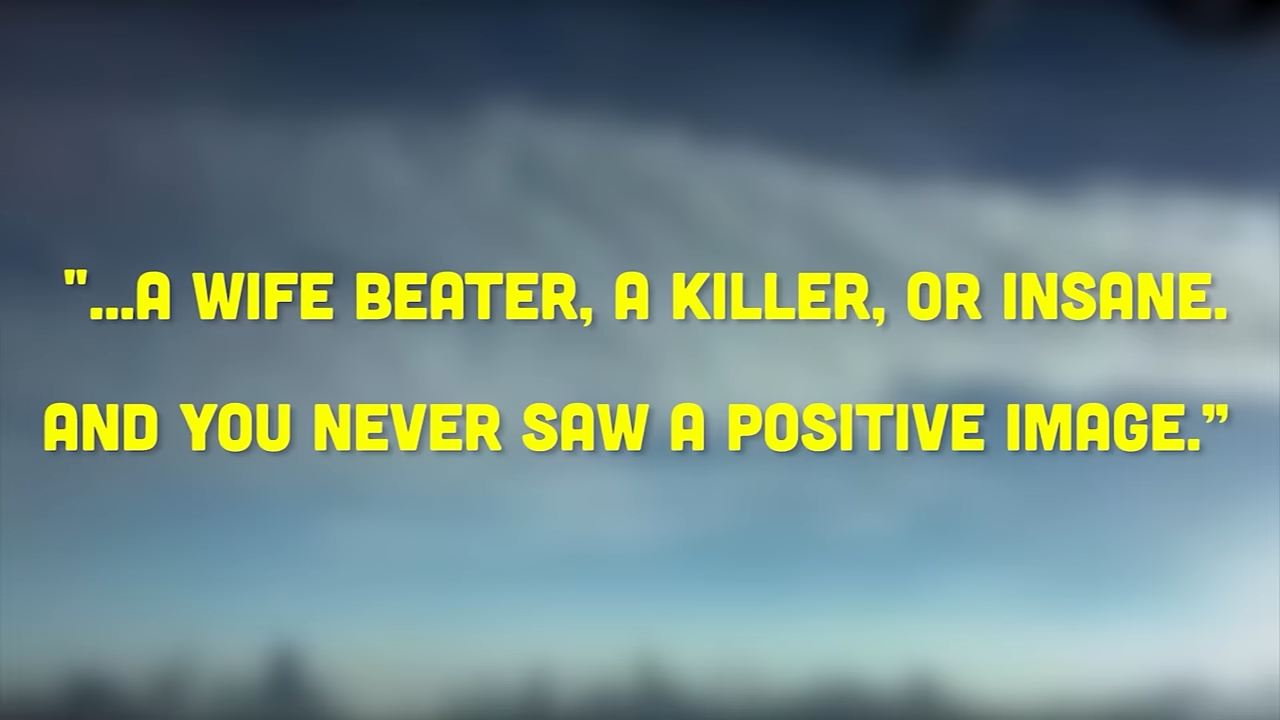 "...A WIFE BEATER, A KILLER, OR INSANE.
AND YOU NEVER SAW A POSITIVE IMAGE.”